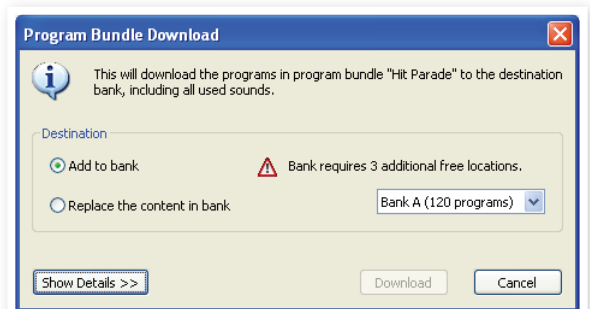 Program Bundle Download
This will download the programs in program bundle "Hit Parade" to the destination
bank, including all used sounds.
Destination
Add to bank
Bank requires 3 additional free locations.
Replace the content in bank
Bank A (120 programs)
Show Details >>
Download
Cancel